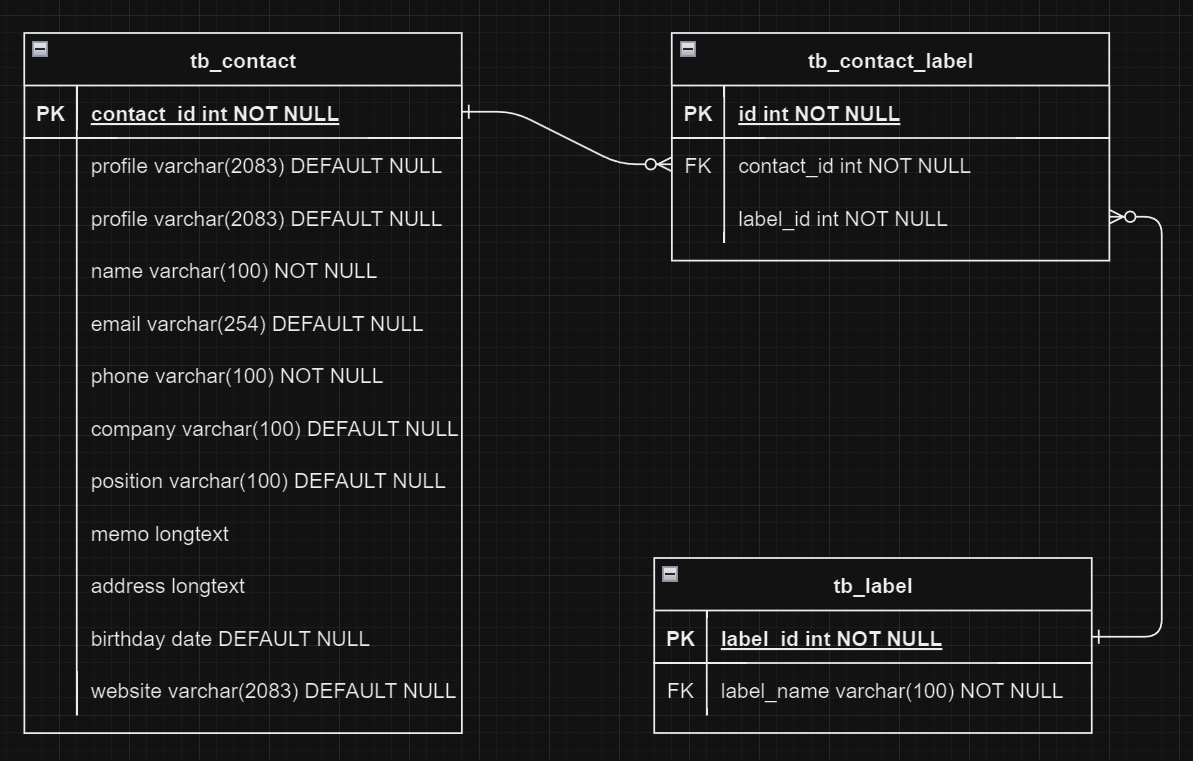 tb_contact
PK contact_id int NOT NULL
profile varchar(2083) DEFAULT NULL
profile varchar(2083) DEFAULT NULL
name varchar(100) NOT NULL
email varchar(254) DEFAULT NULL
phone varchar(100) NOT NULL
company varchar(100) DEFAULT NULL
position varchar(100) DEFAULT NULL
memo longtext
address longtext
birthday date DEFAULT NULL
website varchar(2083) DEFAULT NULL
tb_contact_label
PK id int NOT NULL
FK contact_id int NOT NULL
label_id int NOT NULL
tb_label
PK label_id int NOT NULL
FK label_name varchar(100) NOT NULL